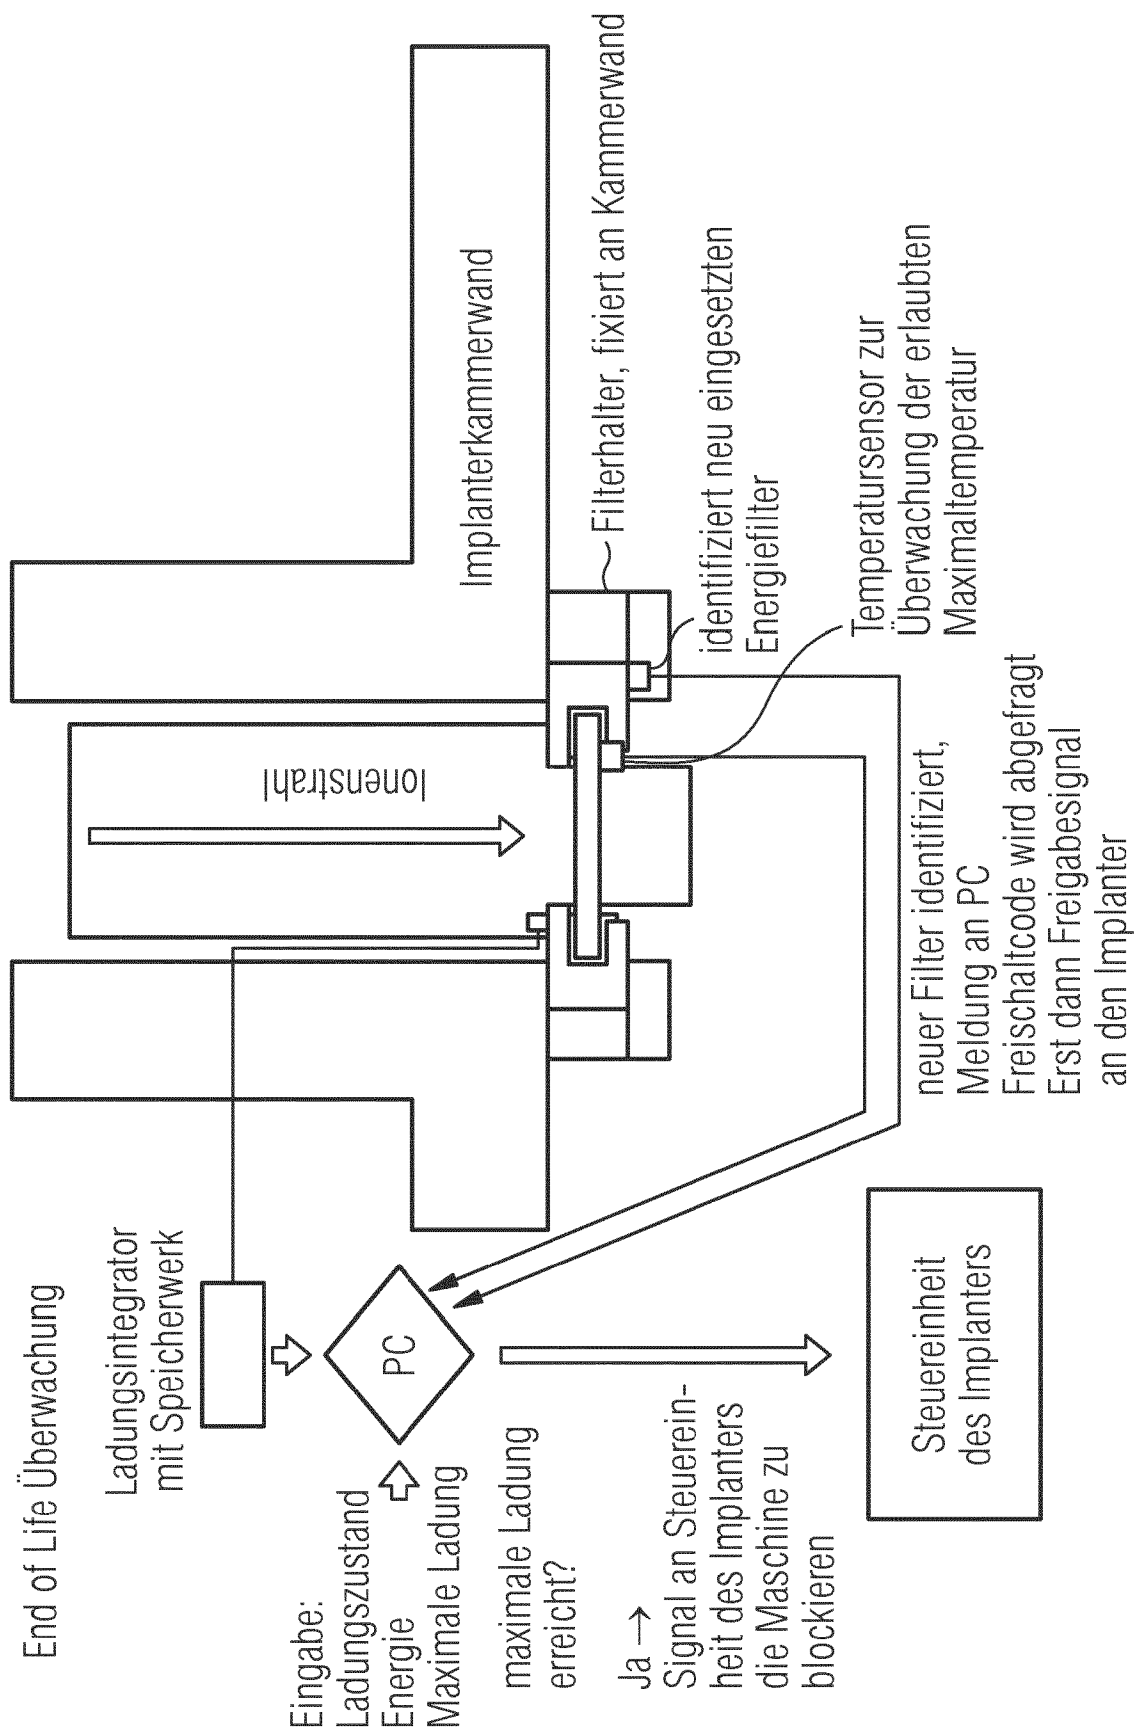 End of Life Überwachung
Ladungsintegrator
mit Speicherwerk
Eingabe:
Ladungszustand
Energie
Maximale Ladung
PC
maximale Ladung
erreicht?
Ja →
Signal an Steuerein-
heit des Implanters
die Maschine zu
blockieren
Steuereinheit
des Implanters
Ionenstrahl
Implanterkammerwand
Filterhalter, fixiert an Kammerwand
identifiziert neu eingesetzten
Energiefilter
Temperatursensor zur
Überwachung der erlaubten
Maximaltemperatur
neuer Filter identifiziert,
Meldung an PC
Freischaltcode wird abgefragt
Erst dann Freigabesignal
an den Implanter